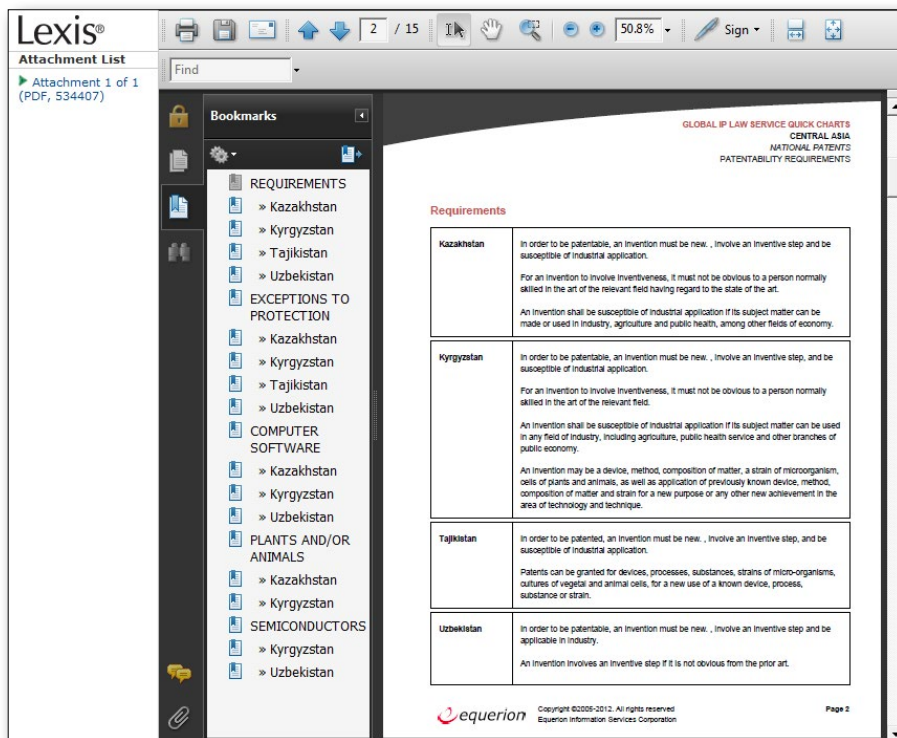 Lexis®
Attachment List
Attachment 1 of 1
(PDF, 534407)
2 / 15
50.8%
Sign
Find
Bookmarks
REQUIREMENTS
» Kazakhstan
» Kyrgyzstan
» Tajikistan
» Uzbekistan
EXCEPTIONS TO
PROTECTION
» Kazakhstan
» Kyrgyzstan
» Tajikistan
» Uzbekistan
COMPUTER
SOFTWARE
» Kazakhstan
» Kyrgyzstan
» Uzbekistan
PLANTS AND/OR
ANIMALS
» Kazakhstan
» Kyrgyzstan
SEMICONDUCTORS
» Kyrgyzstan
» Uzbekistan
GLOBAL IP LAW SERVICE QUICK CHARTS
CENTRAL ASIA
NATIONAL PATENTS
PATENTABILITY REQUIREMENTS
Requirements
Kazakhstan
In order to be patentable, an invention must be new. , involve an inventive step and be
susceptible of industrial application.
For an invention to involve inventiveness, it must not be obvious to a person normally
skilled in the art of the relevant field having regard to the state of the art.
An invention shall be susceptible of industrial application if its subject matter can be
made or used in industry, agriculture and public health, among other fields of economy.
Kyrgyzstan
In order to be patentable, an invention must be new. , involve an inventive step, and be
susceptible of industrial application.
For an invention to involve inventiveness, it must not be obvious to a person normally
skilled in the art of the relevant field.
An invention shall be susceptible of industrial application if its subject matter can be used
in any field of industry, including agriculture, public health service and other branches of
public economy.
An invention may be a device, method, composition of matter, a strain of microorganism,
cells of plants and animals, as well as application of previously known device, method,
composition of matter and strain for a new purpose or any other new achievement in the
area of technology and technique.
Tajikistan
In order to be patented, an invention must be new. , involve an inventive step, and be
susceptible of industrial application.
Patents can be granted for devices, processes, substances, strains of micro-organisms,
cultures of vegetal and animal cells, for a new use of a known device, process,
substance or strain.
Uzbekistan
In order to be patentable, an invention must be new. , involve an inventive step and be
applicable in industry.
An invention involves an inventive step if it is not obvious from the prior art.
equerion
Copyright ©2005-2012. All rights reserved
Equerion Information Services Corporation
Page 2